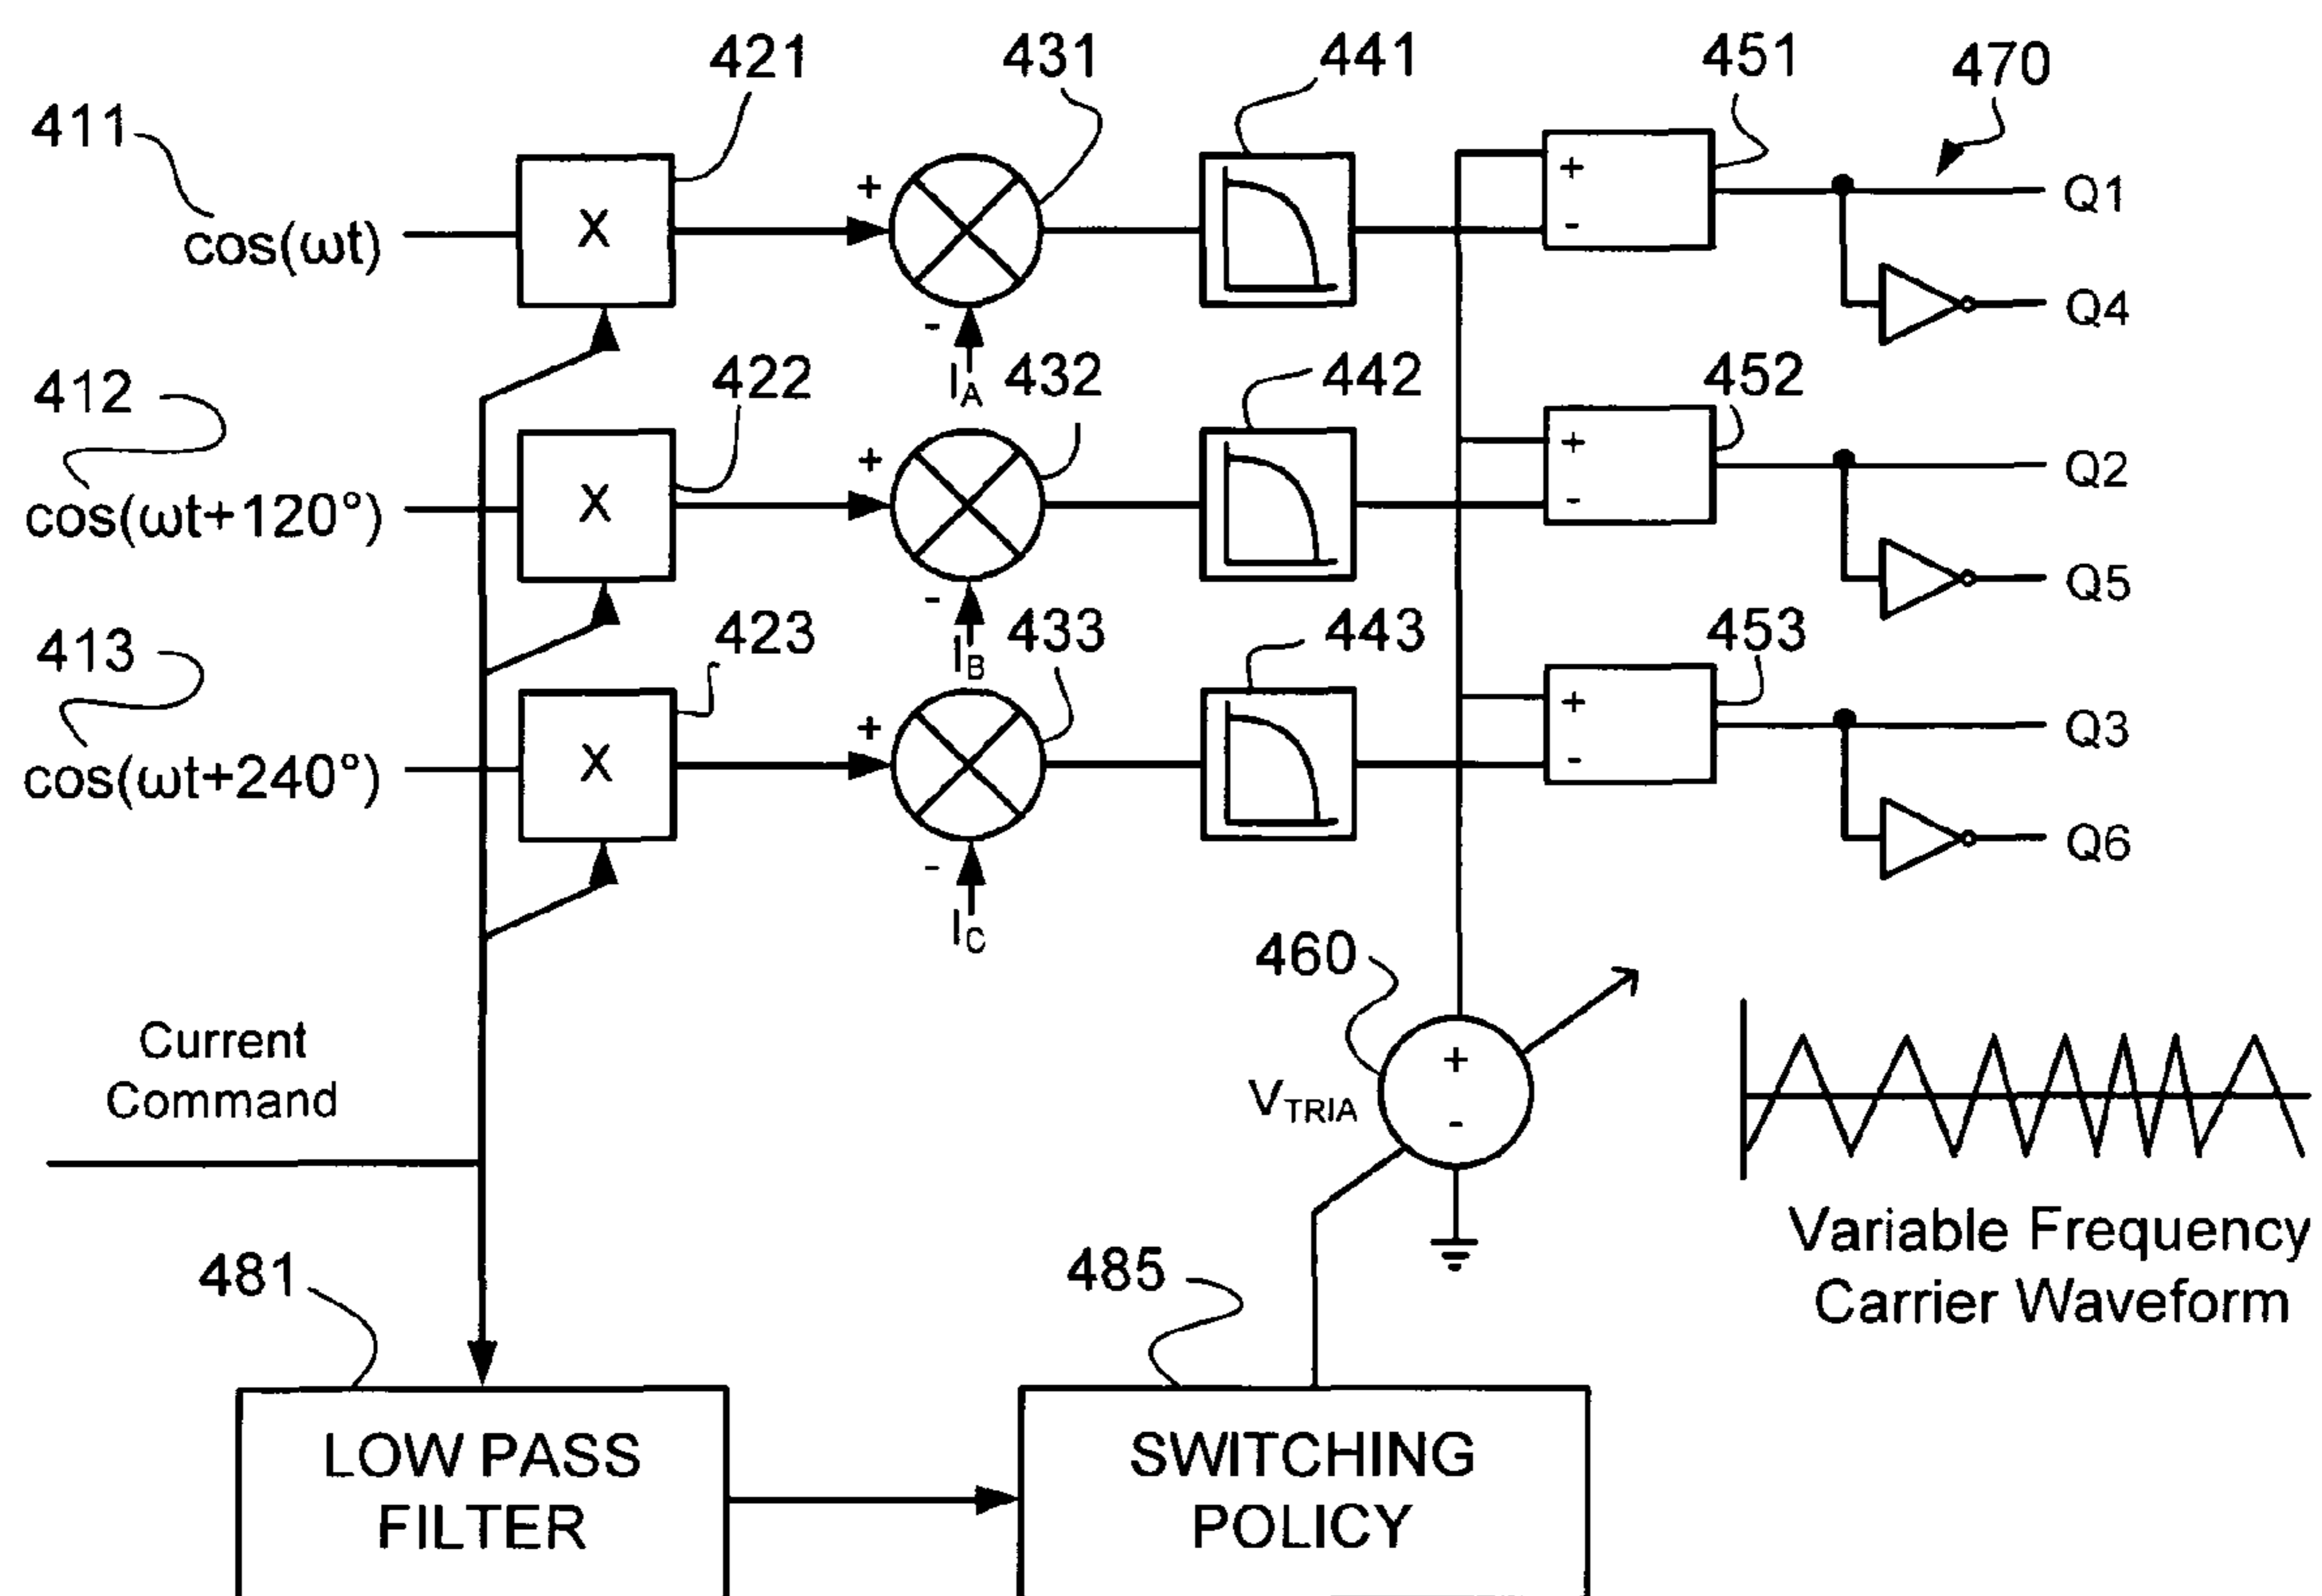 421
431
441
451
470
411
cos(ωt)
X
+
-
I_A
+
-
Q1
Q4
412
422
432
442
452
cos(ωt+120°)
X
+
-
I_B
+
-
Q2
Q5
413
423
433
443
453
cos(ωt+240°)
X
+
-
I_C
+
-
Q3
Q6
460
Current
Command
V_TRIA
+
-
Variable Frequency
Carrier Waveform
481
485
LOW PASS
FILTER
SWITCHING
POLICY